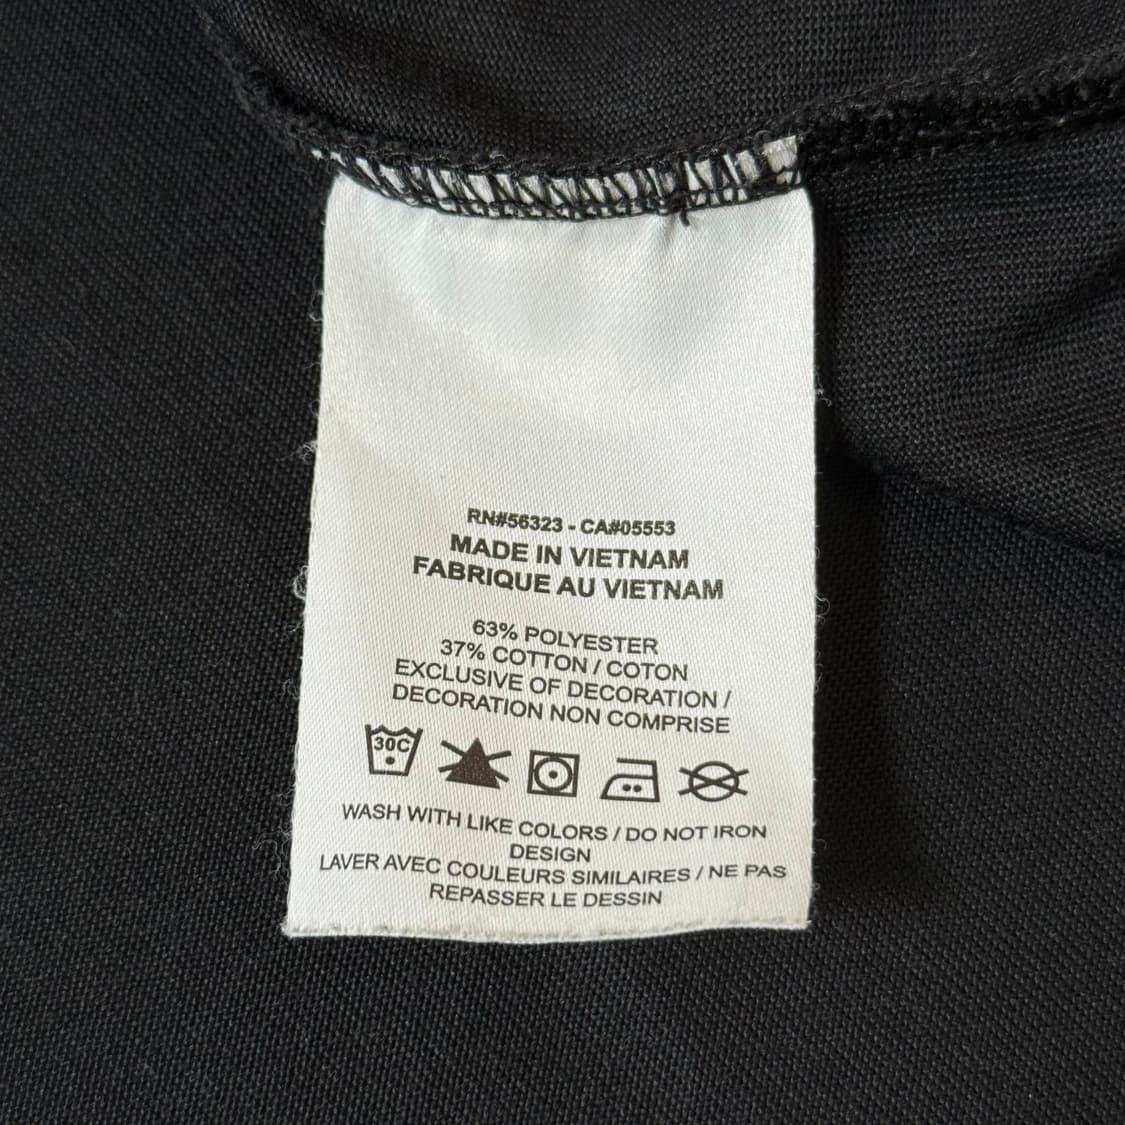 RN#56323 - CA#05553
MADE IN VIETNAM
FABRIQUE AU VIETNAM
63% POLYESTER
37% COTTON / COTON
EXCLUSIVE OF DECORATION /
DECORATION NON COMPRISE
30C
WASH WITH LIKE COLORS / DO NOT IRON
DESIGN
LAVER AVEC COULEURS SIMILAIRES / NE PAS
REPASSER LE DESSIN